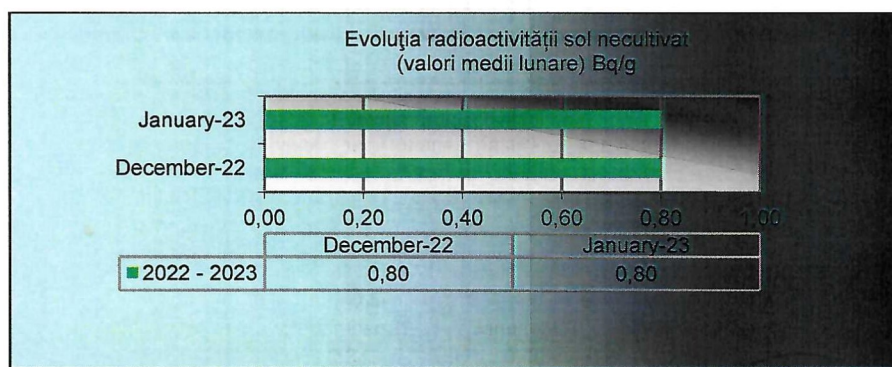 Evoluţia radioactivităţii sol necultivat
(valori medii lunare) Bq/g
January-23
December-22
0,00 0,20 0,40 0,60 0,80 1,00
December-22 January-23
2022 - 2023 0,80 0,80